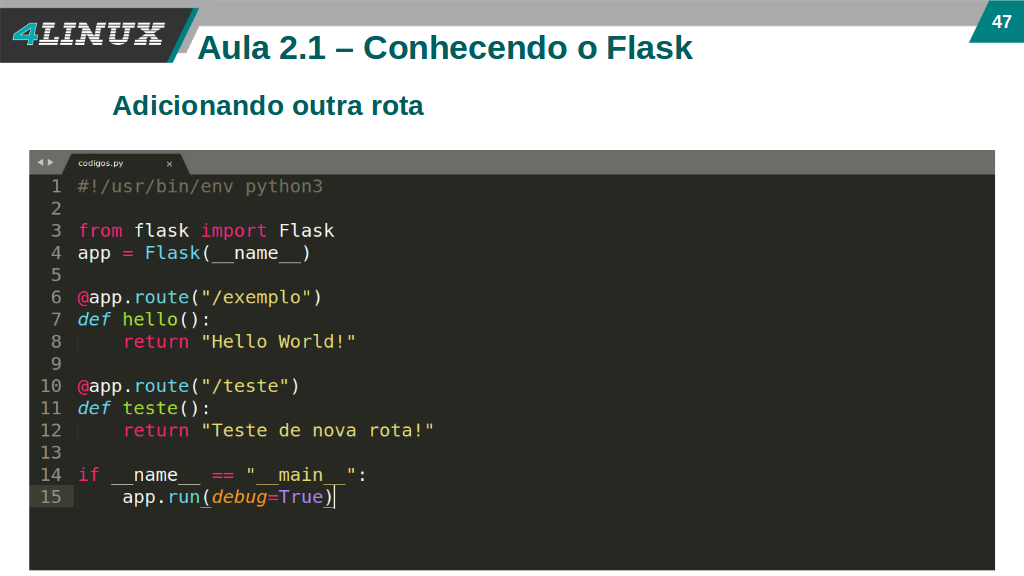 4LINUX
47
Aula 2.1 – Conhecendo o Flask
Adicionando outra rota
codigos.py ×
1 #!/usr/bin/env python3
2
3 from flask import Flask
4 app = Flask(__name__)
5
6 @app.route("/exemplo")
7 def hello():
8     return "Hello World!"
9
10 @app.route("/teste")
11 def teste():
12     return "Teste de nova rota!"
13
14 if __name__ == "__main__":
15     app.run(debug=True)